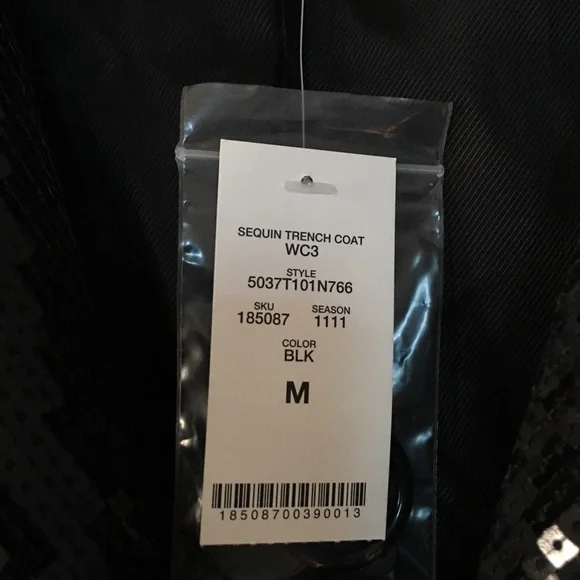 SEQUIN TRENCH COAT
WC3
STYLE
5037T101N766
SKU SEASON
185087 1111
COLOR
BLK
M
18508700390013